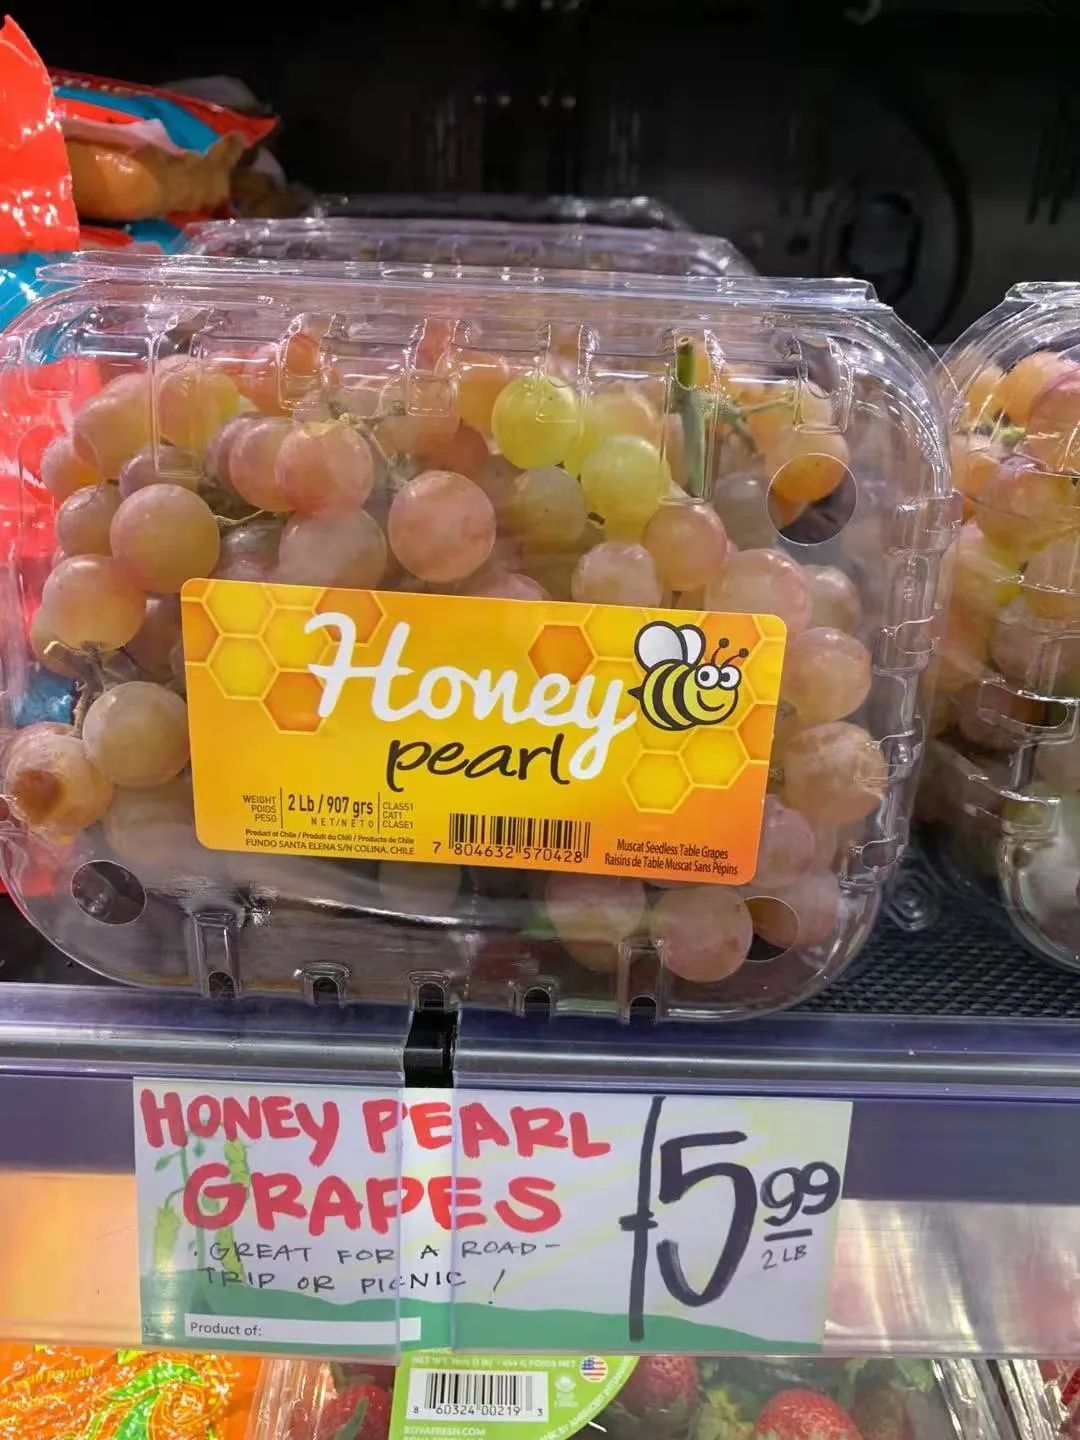 Honey
pearl
WEIGHT
POIDS
PESO
2 Lb / 907 grs
NET/NETO
CLASS1
CAT1
CLASE1
Product of Chile / Produit du Chili / Producto de Chile
FUNDO SANTA ELENA S/N COLINA. CHILE
7 804632 570428
Muscat Seedless Table Grapes
Raisins de Table Muscat Sans Pépins
HONEY PEARL
GRAPES
. GREAT FOR A ROAD-
TRIP OR PICNIC !
5 99
2 LB
Product of:
8 60324 00219 3